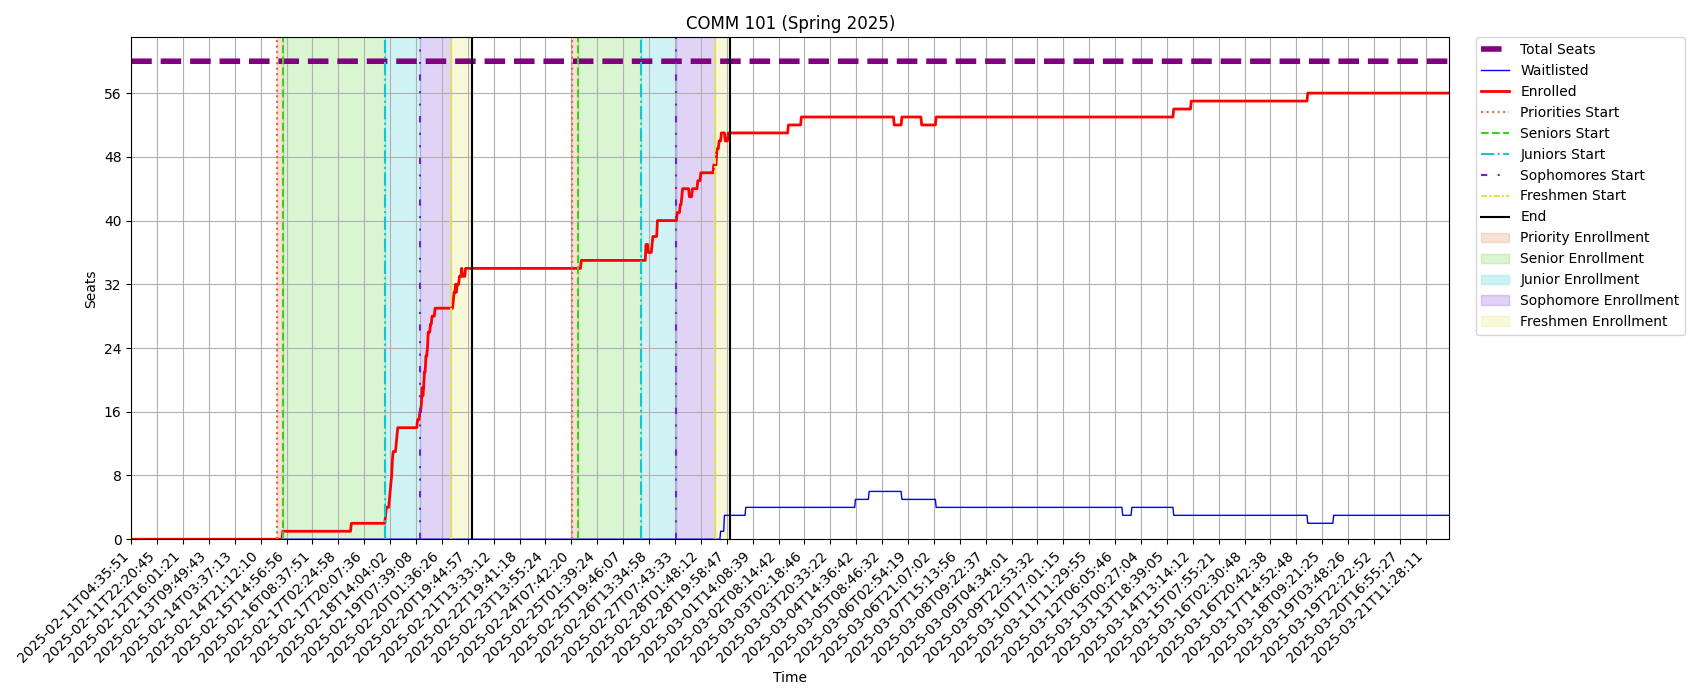 COMM 101 (Spring 2025)
Total Seats
Waitlisted
Enrolled
Priorities Start
Seniors Start
Juniors Start
Sophomores Start
Freshmen Start
End
Priority Enrollment
Senior Enrollment
Junior Enrollment
Sophomore Enrollment
Freshmen Enrollment
Seats
56
48
40
32
24
16
8
0
2025-02-11T04:35:51
2025-02-11T22:20:45
2025-02-12T16:01:21
2025-02-13T09:49:43
2025-02-14T03:37:13
2025-02-14T21:12:10
2025-02-15T14:56:56
2025-02-16T08:37:51
2025-02-17T02:24:58
2025-02-17T20:07:36
2025-02-18T14:04:02
2025-02-19T07:39:08
2025-02-20T01:36:26
2025-02-20T19:44:57
2025-02-21T13:33:12
2025-02-22T19:41:18
2025-02-23T13:55:24
2025-02-24T07:42:20
2025-02-25T01:39:24
2025-02-25T19:46:07
2025-02-26T13:34:58
2025-02-27T07:43:33
2025-02-28T01:48:12
2025-02-28T19:58:47
2025-03-01T14:08:39
2025-03-02T08:14:42
2025-03-03T02:18:46
2025-03-03T20:33:22
2025-03-04T14:36:42
2025-03-05T08:46:32
2025-03-06T02:54:19
2025-03-06T21:07:02
2025-03-07T15:13:56
2025-03-08T09:22:37
2025-03-09T04:34:01
2025-03-09T22:53:32
2025-03-10T17:01:15
2025-03-11T11:29:55
2025-03-12T06:05:46
2025-03-13T00:27:04
2025-03-13T18:39:05
2025-03-14T13:14:12
2025-03-15T07:55:21
2025-03-16T02:30:48
2025-03-16T20:42:38
2025-03-17T14:52:48
2025-03-18T09:21:25
2025-03-19T03:48:26
2025-03-19T22:22:52
2025-03-20T16:55:27
2025-03-21T11:28:11
Time